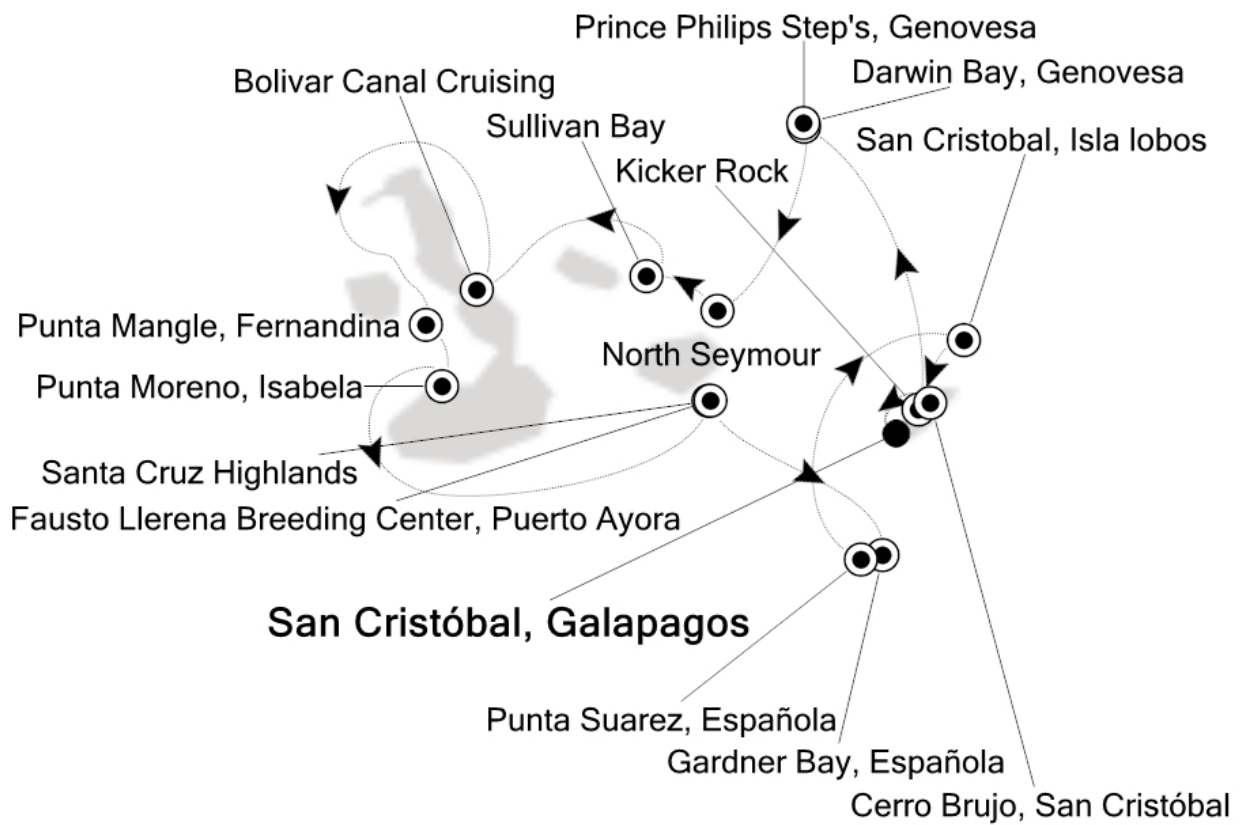 Prince Philips Step's, Genovesa
Darwin Bay, Genovesa
Bolivar Canal Cruising
Sullivan Bay
San Cristobal, Isla lobos
Kicker Rock
Punta Mangle, Fernandina
North Seymour
Punta Moreno, Isabela
Santa Cruz Highlands
Fausto Llerena Breeding Center, Puerto Ayora
San Cristóbal, Galapagos
Punta Suarez, Española
Gardner Bay, Española
Cerro Brujo, San Cristóbal